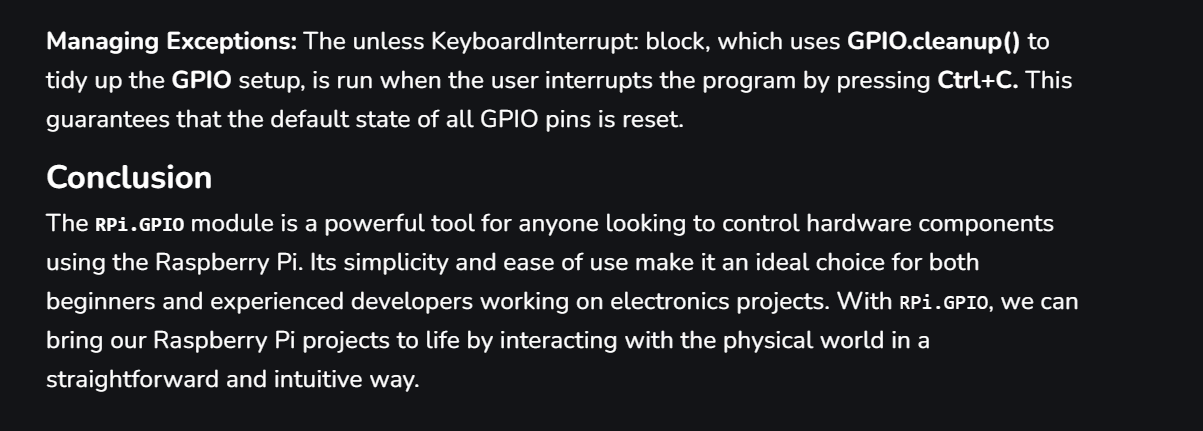 Managing Exceptions: The unless KeyboardInterrupt: block, which uses GPIO.cleanup() to
tidy up the GPIO setup, is run when the user interrupts the program by pressing Ctrl+C. This
guarantees that the default state of all GPIO pins is reset.
Conclusion
The RPi.GPIO module is a powerful tool for anyone looking to control hardware components
using the Raspberry Pi. Its simplicity and ease of use make it an ideal choice for both
beginners and experienced developers working on electronics projects. With RPi.GPIO, we can
bring our Raspberry Pi projects to life by interacting with the physical world in a
straightforward and intuitive way.